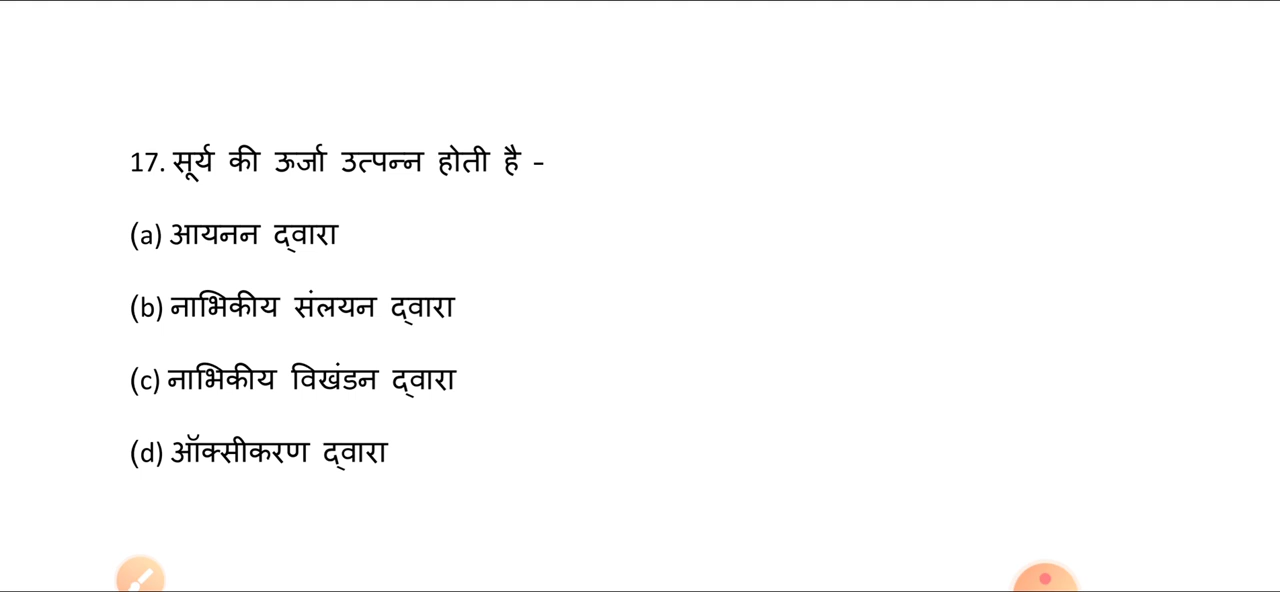 17. सूर्य की ऊर्जा उत्पन्न होती है -
(a) आयनन द्वारा
(b) नाभिकीय संलयन द्वारा
(c) नाभिकीय विखंडन द्वारा
(d) ऑक्सीकरण द्वारा